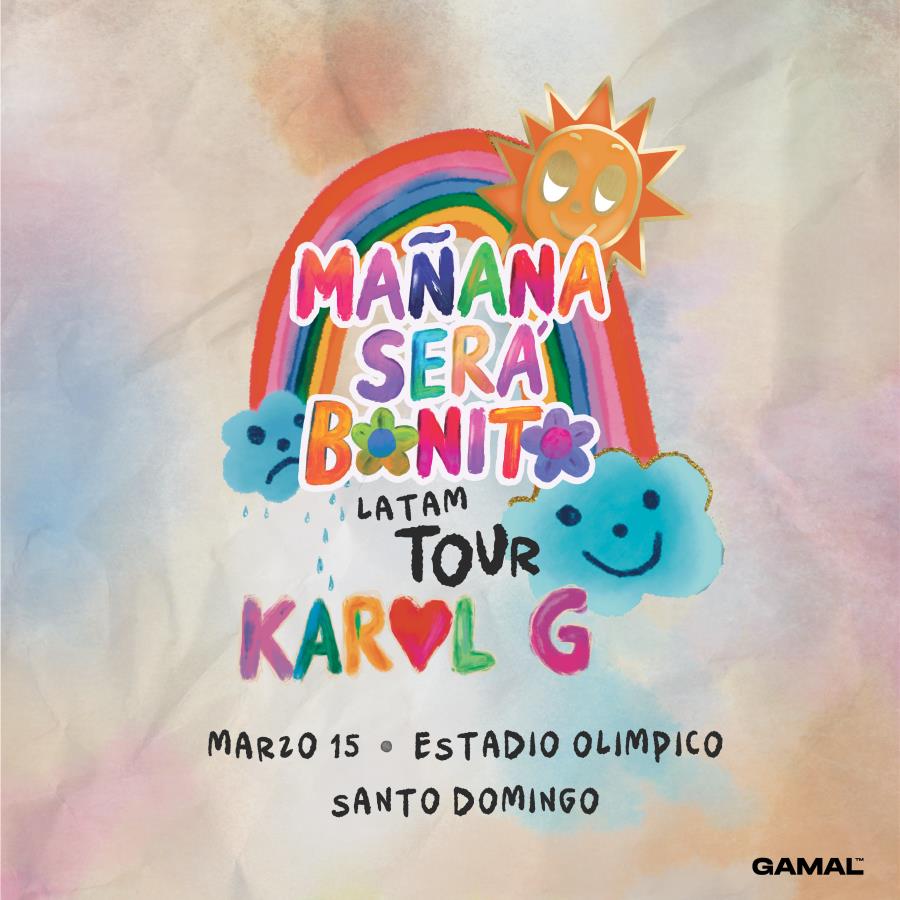 MAÑANA
SERÁ
BONITO
LATAM
TOUR
KAROL G
MARZO 15 • ESTADIO OLIMPICO
SANTO DOMINGO
GAMAL™